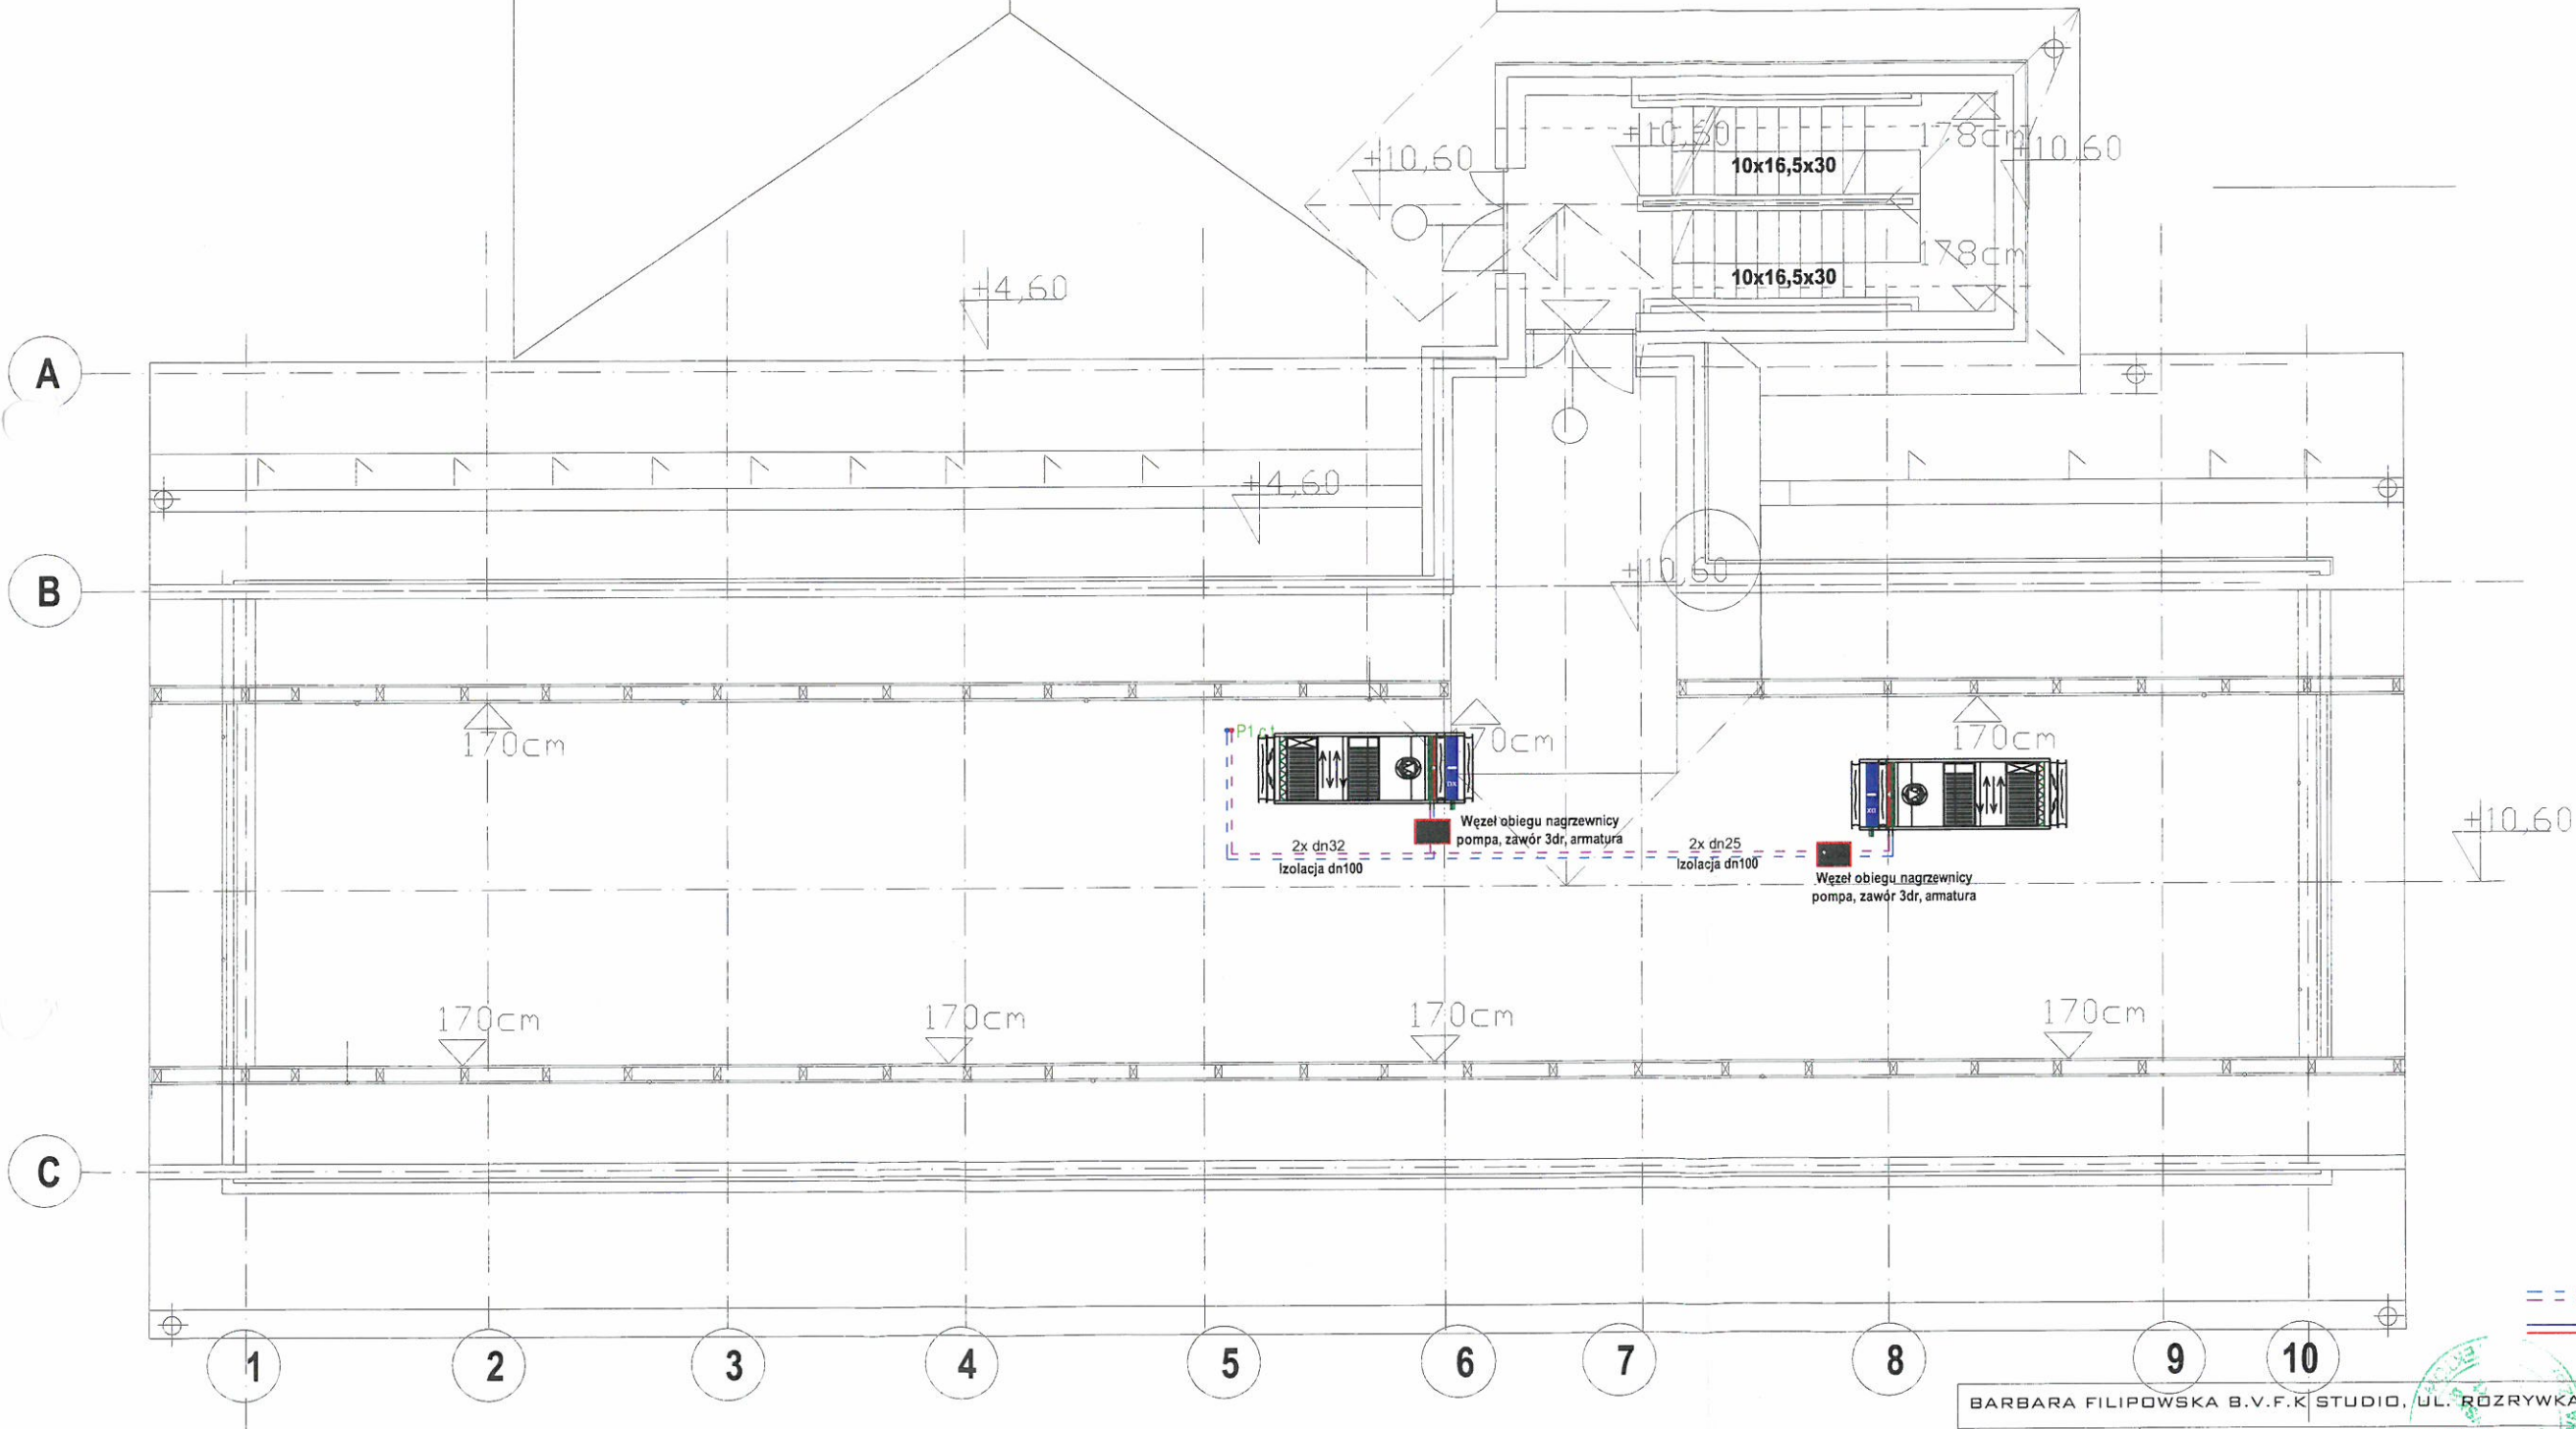 +10,60
178cm
+10,60
+10,60
10x16,5x30
178cm
10x16,5x30
+4,60
A
+4,60
B
+10,60
170cm
P1
170cm
170cm
DX
DX
+10,60
Węzeł obiegu nagrzewnicy
pompa, zawór 3dr, armatura
2x dn32
Izolacja dn100
2x dn25
Izolacja dn100
Węzeł obiegu nagrzewnicy
pompa, zawór 3dr, armatura
170cm
170cm
170cm
170cm
C
1
2
3
4
5
6
7
8
9
10
BARBARA FILIPOWSKA B.V.F.K STUDIO, UL. ROZRYWKA